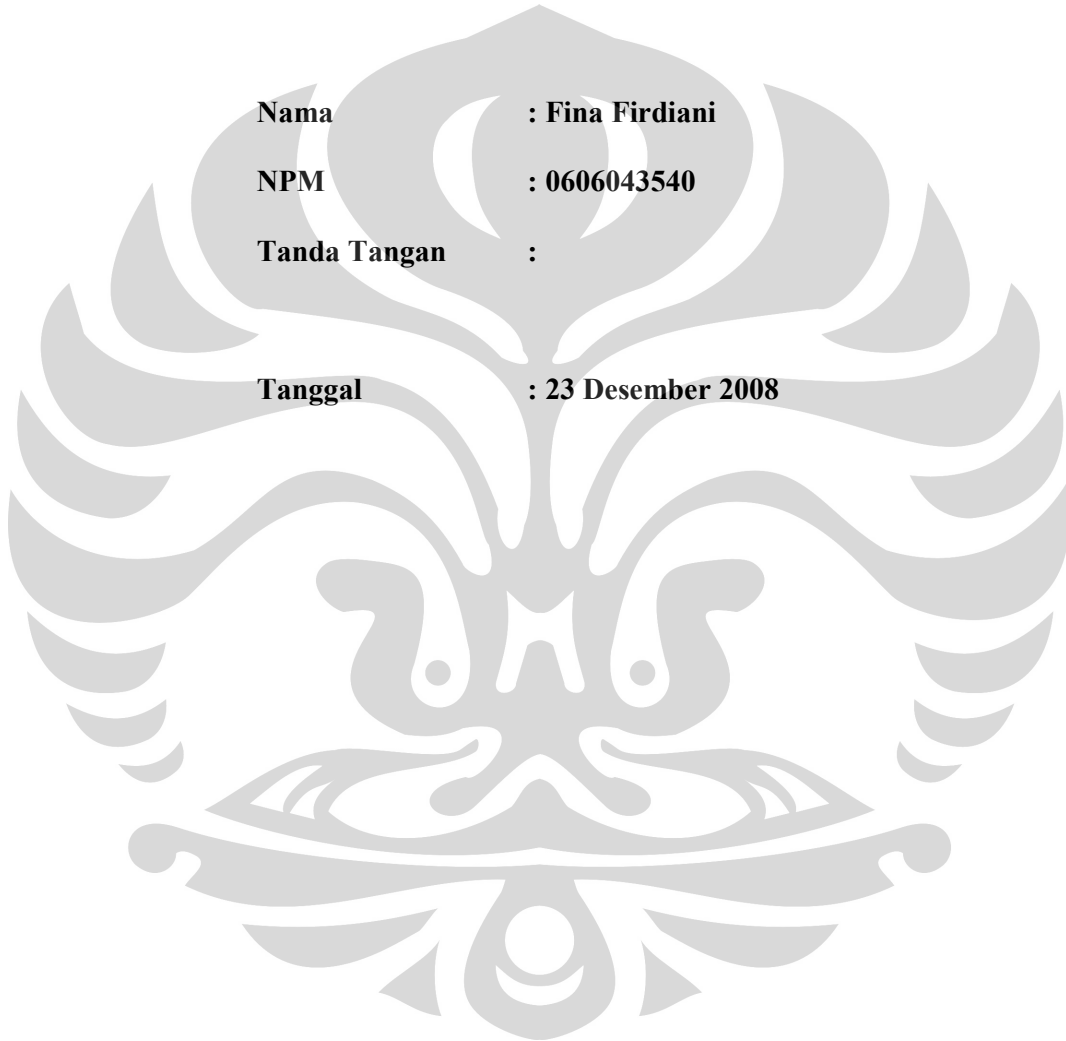 Nama : Fina Firdiani
NPM : 0606043540
Tanda Tangan :
Tanggal : 23 Desember 2008